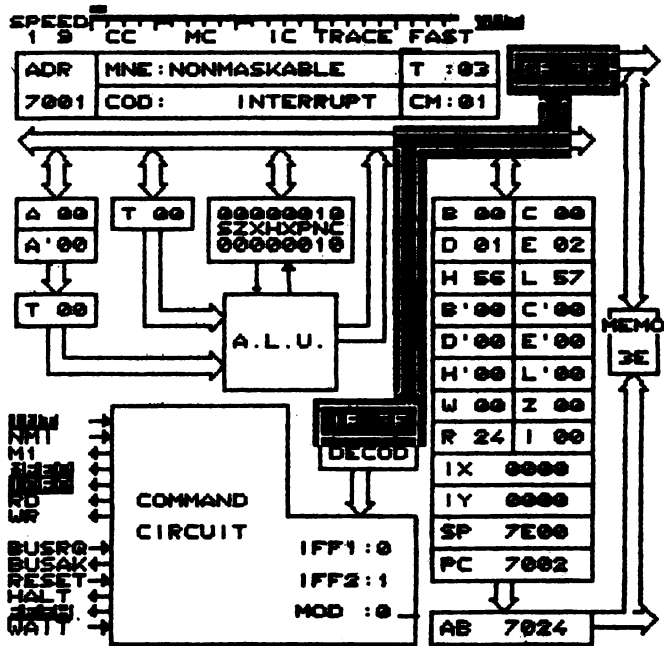 SPEED
1 9 CC MC IC TRACE FAST
ADR MNE:NONMASKABLE T :03
7001 COD: INTERRUPT CM:01
A 00 T 00 00000010
SZXHXPNC
A'00 00000010
T 00
A.L.U.
B 00 C 00
D 01 E 02
H 56 L 57
B'00 C'00
D'00 E'00
H'00 L'00
W 00 Z 00
R 24 I 00
IX 0000
IY 0000
SP 7E00
PC 7002
AB 7024
MEMO
3E
DECOD
NMI
M1
RD
WR
BUSRQ
BUSAK
RESET
HALT
WAIT
COMMAND
CIRCUIT
IFF1:0
IFF2:1
MOD :0